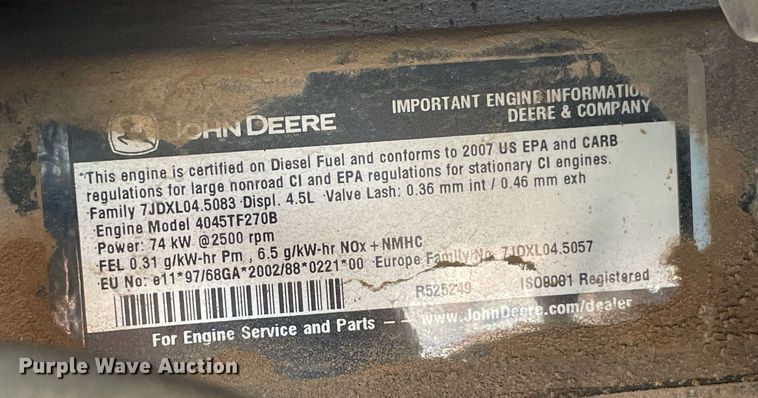 JOHN DEERE
IMPORTANT ENGINE INFORMATION
DEERE & COMPANY
*This engine is certified on Diesel Fuel and conforms to 2007 US EPA and CARB
regulations for large nonroad CI and EPA regulations for stationary CI engines.
·Family 7JDXL04.5083 ·Displ. 4.5L ·Valve Lash: 0.36 mm int / 0.46 mm exh
·Engine Model 4045TF270B
·Power: 74 kW @2500 rpm
·FEL 0.31 g/kW-hr Pm , 6.5 g/kW-hr NOx + NMHC
·EU No: e11*97/68GA*2002/88*0221*00 ·Europe Family No. 7JDXL04.5057
R525249 ISO9001 Registered
For Engine Service and Parts — — www.JohnDeere.com/dealer
Purple Wave Auction